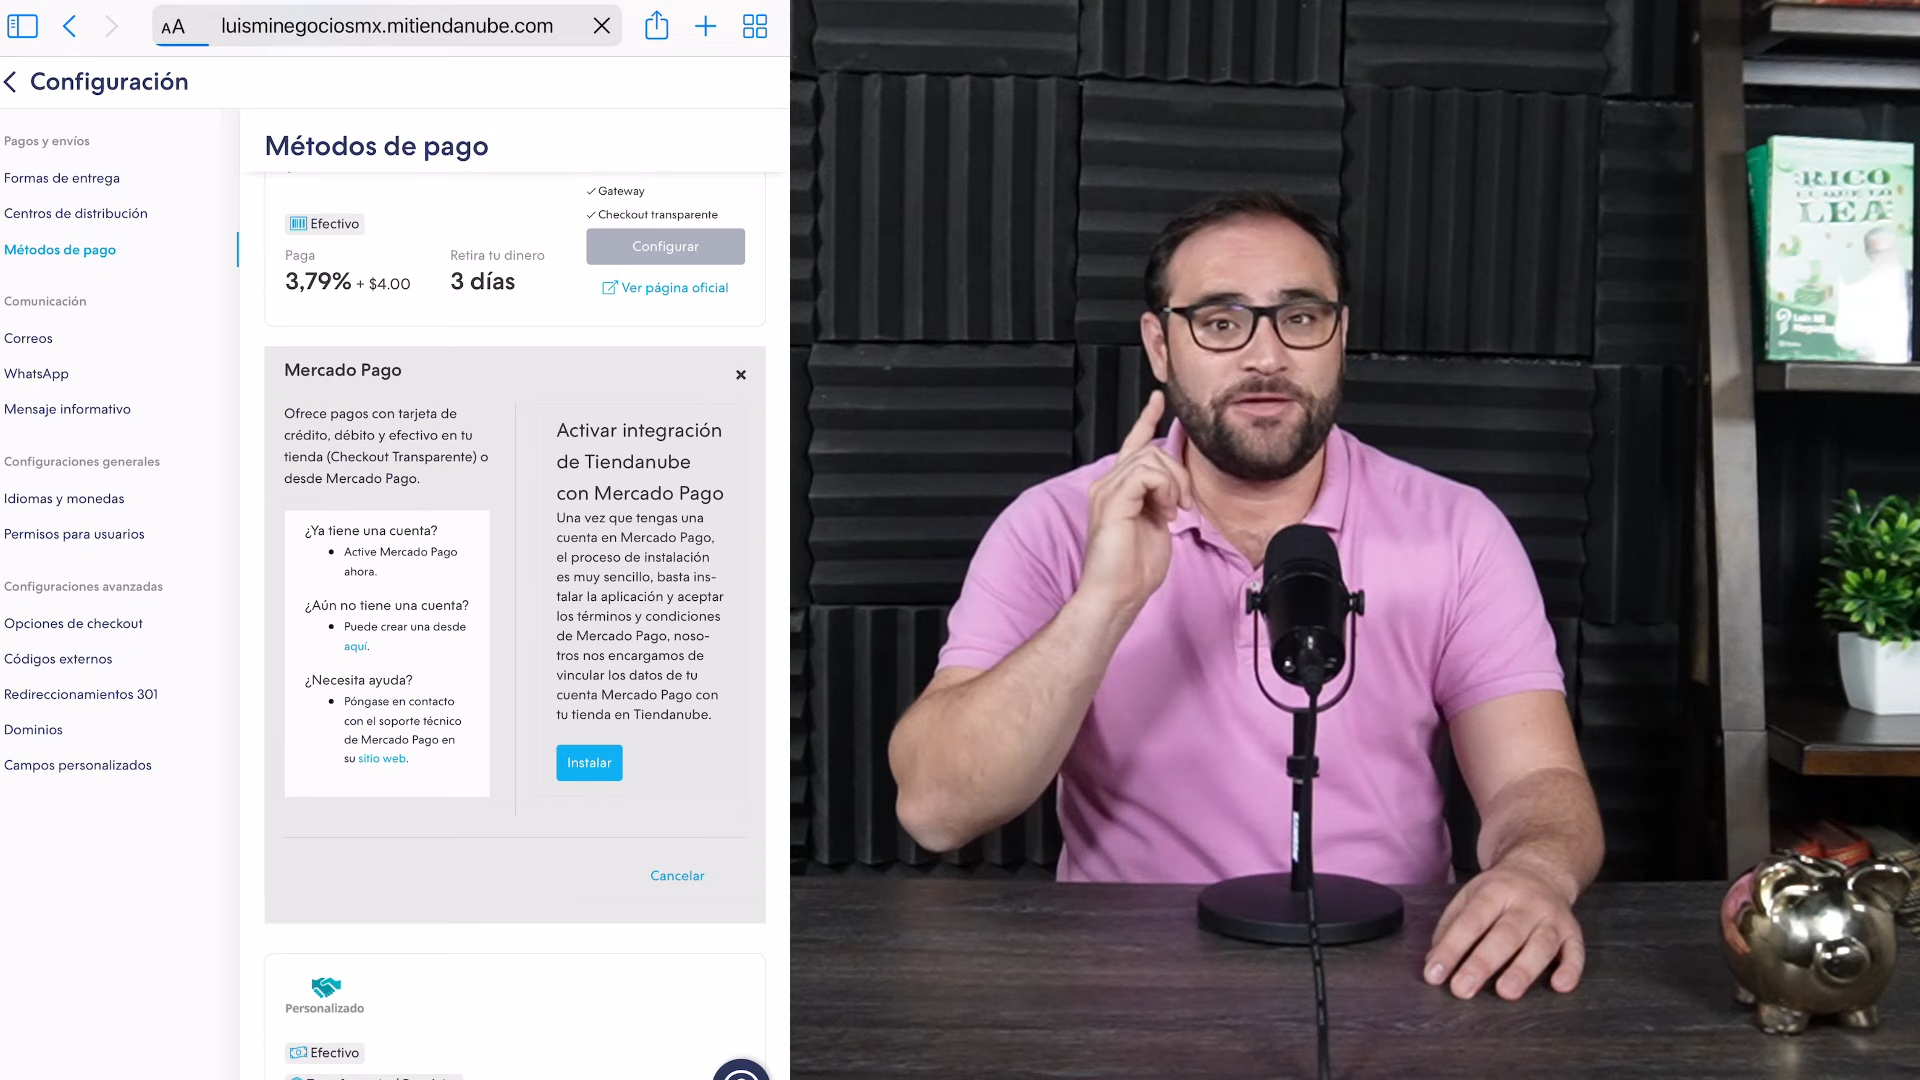 AA
luisminegociosmx.mitiendanube.com
Configuración
Pagos y envíos
Formas de entrega
Centros de distribución
Métodos de pago
Comunicación
Correos
WhatsApp
Mensaje informativo
Configuraciones generales
Idiomas y monedas
Permisos para usuarios
Configuraciones avanzadas
Opciones de checkout
Códigos externos
Redireccionamientos 301
Dominios
Campos personalizados
Métodos de pago
Gateway
Checkout transparente
Efectivo
Paga
3,79% + $4.00
Retira tu dinero
3 días
Configurar
Ver página oficial
Mercado Pago
Ofrece pagos con tarjeta de
crédito, débito y efectivo en tu
tienda (Checkout Transparente) o
desde Mercado Pago.
¿Ya tiene una cuenta?
Active Mercado Pago
ahora.
¿Aún no tiene una cuenta?
Puede crear una desde
aquí.
¿Necesita ayuda?
Póngase en contacto
con el soporte técnico
de Mercado Pago en
su sitio web.
Activar integración
de Tiendanube
con Mercado Pago
Una vez que tengas una
cuenta en Mercado Pago,
el proceso de instalación
es muy sencillo, basta ins-
talar la aplicación y aceptar
los términos y condiciones
de Mercado Pago, noso-
tros nos encargamos de
vincular los datos de tu
cuenta Mercado Pago con
tu tienda en Tiendanube.
Instalar
Cancelar
Personalizado
Efectivo
RICO
EL QUE LO
LEA
Luis MI
Negocios